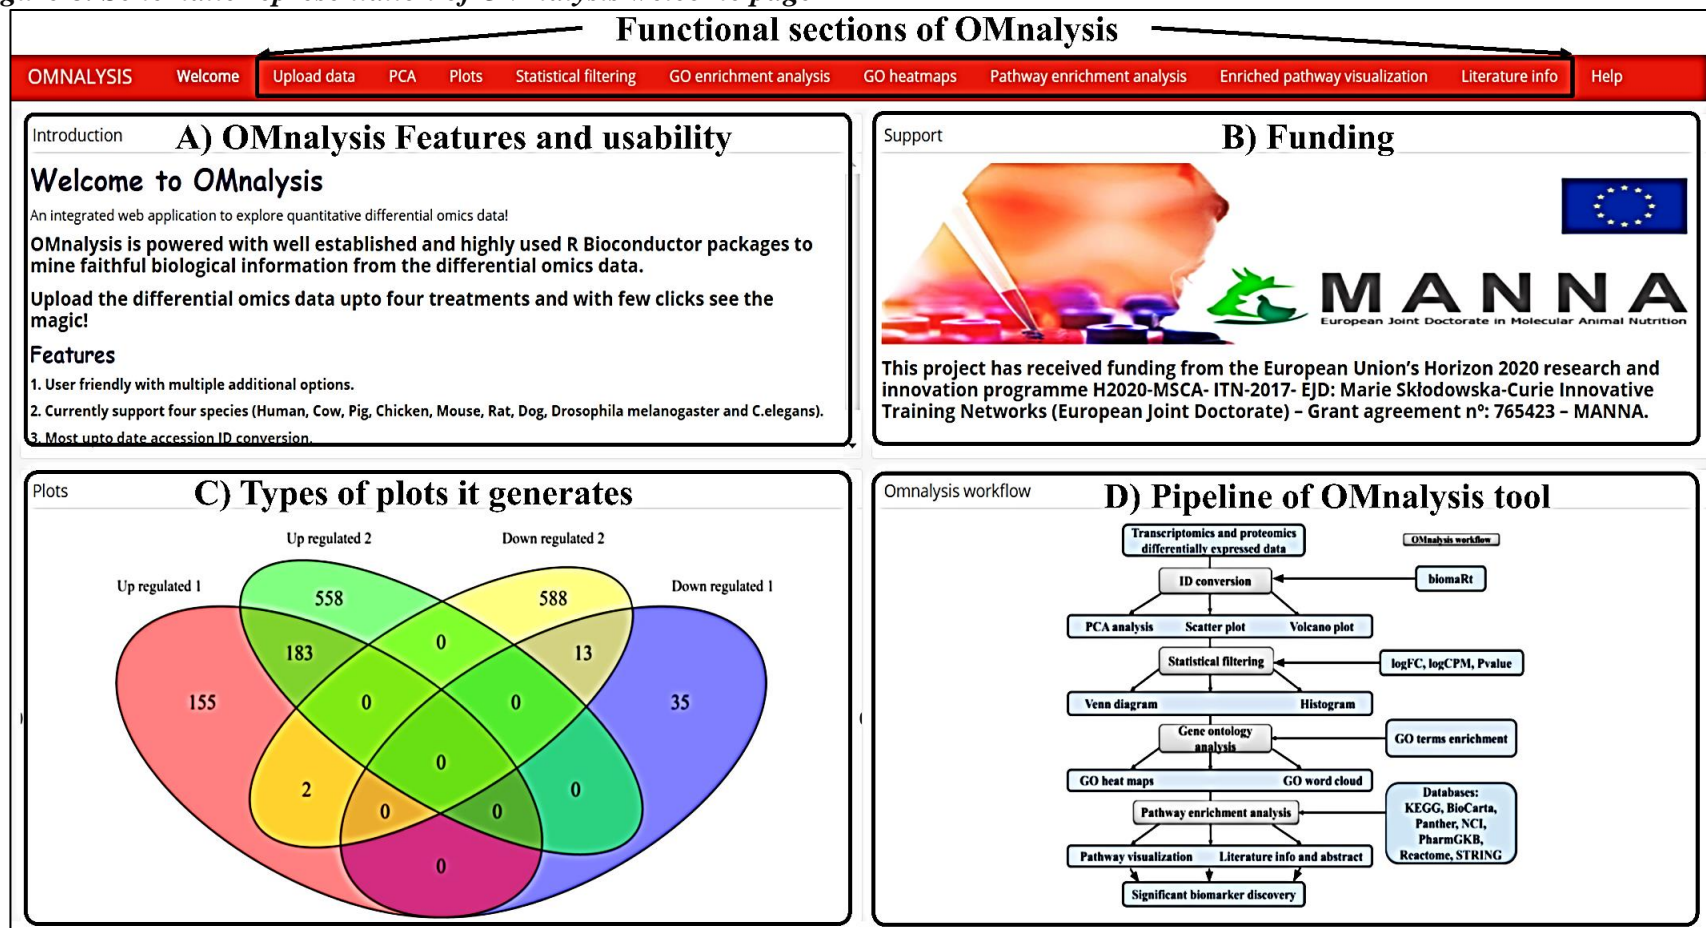 Functional sections of OMnalysis
OMNALYSIS Welcome Upload data PCA Plots Statistical filtering GO enrichment analysis GO heatmaps Pathway enrichment analysis Enriched pathway visualization Literature info Help
Introduction A) OMnalysis Features and usability
Welcome to OMnalysis
An integrated web application to explore quantitative differential omics data!
OMnalysis is powered with well established and highly used R Bioconductor packages to
mine faithful biological information from the differential omics data.
Upload the differential omics data upto four treatments and with few clicks see the
magic!
Features
1. User friendly with multiple additional options.
2. Currently support four species (Human, Cow, Pig, Chicken, Mouse, Rat, Dog, Drosophila melanogaster and C.elegans).
3. Most upto date accession ID conversion.
Support B) Funding
MANNA
European Joint Doctorate in Molecular Animal Nutrition
This project has received funding from the European Union's Horizon 2020 research and
innovation programme H2020-MSCA- ITN-2017- EJD: Marie Skłodowska-Curie Innovative
Training Networks (European Joint Doctorate) – Grant agreement nº: 765423 – MANNA.
Plots C) Types of plots it generates
Up regulated 2 Down regulated 2
Up regulated 1 Down regulated 1
558 588
0
183 13
155 0 0 35
0
2 0
0 0
0
Omnalysis workflow D) Pipeline of OMnalysis tool
Transcriptomics and proteomics
differentially expressed data
OMnalysis workflow
ID conversion biomaRt
PCA analysis Scatter plot Volcano plot
Statistical filtering logFC, logCPM, Pvalue
Venn diagram Histogram
Gene ontology
analysis
GO terms enrichment
GO heat maps GO word cloud
Pathway enrichment analysis
Databases:
KEGG, BioCarta,
Panther, NCI,
PharmGKB,
Reactome, STRING
Pathway visualization Literature info and abstract
Significant biomarker discovery